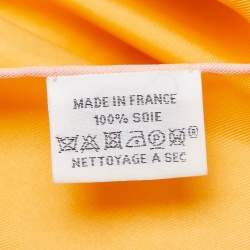 MADE IN FRANCE
100% SOIE
®
NETTOYAGE A SEC